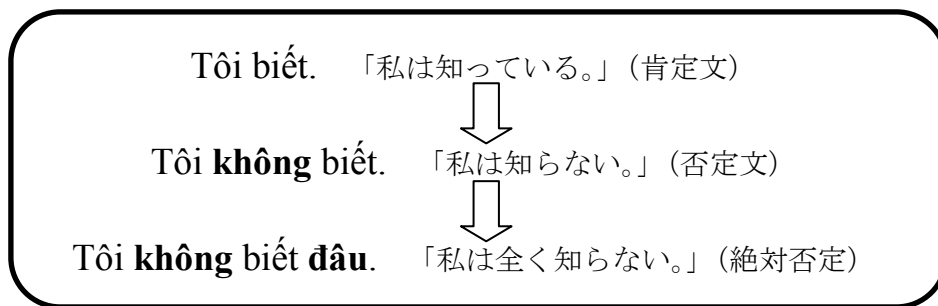 Tôi biết. 「私は知っている。」（肯定文）
Tôi không biết. 「私は知らない。」（否定文）
Tôi không biết đâu. 「私は全く知らない。」（絶対否定）